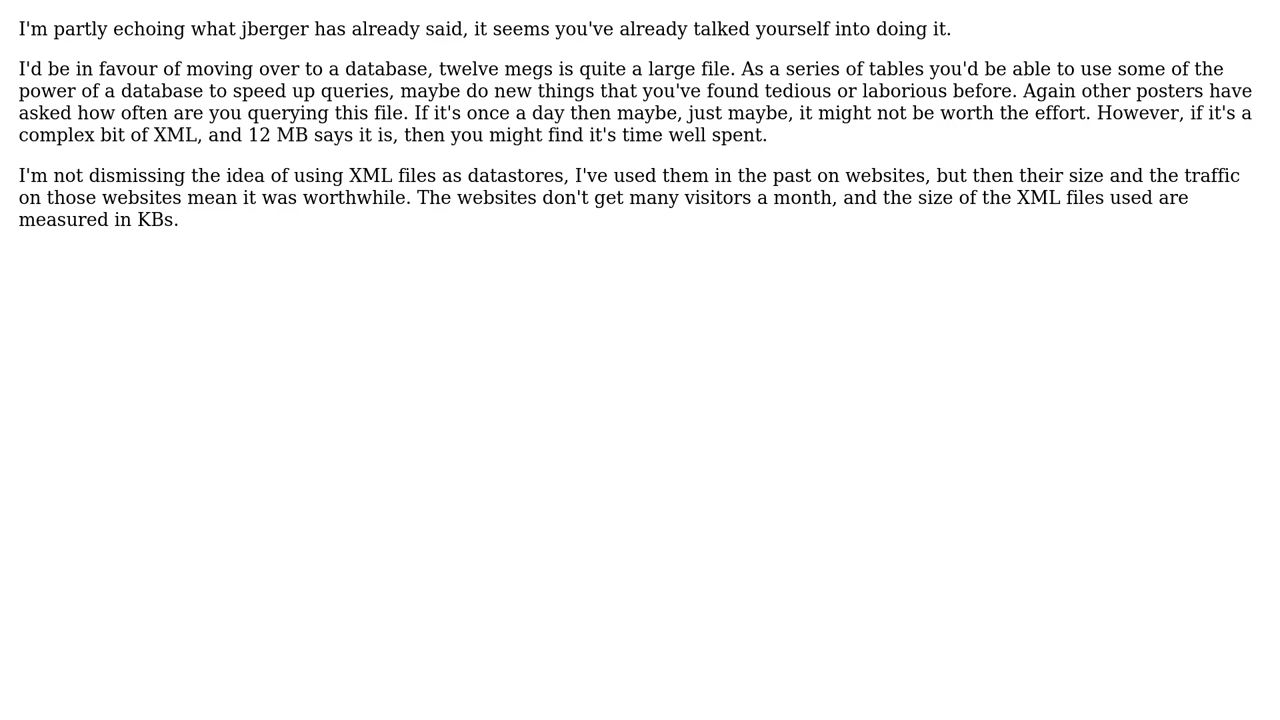 I'm partly echoing what jberger has already said, it seems you've already talked yourself into doing it.
I'd be in favour of moving over to a database, twelve megs is quite a large file. As a series of tables you'd be able to use some of the
power of a database to speed up queries, maybe do new things that you've found tedious or laborious before. Again other posters have
asked how often are you querying this file. If it's once a day then maybe, just maybe, it might not be worth the effort. However, if it's a
complex bit of XML, and 12 MB says it is, then you might find it's time well spent.
I'm not dismissing the idea of using XML files as datastores, I've used them in the past on websites, but then their size and the traffic
on those websites mean it was worthwhile. The websites don't get many visitors a month, and the size of the XML files used are
measured in KBs.